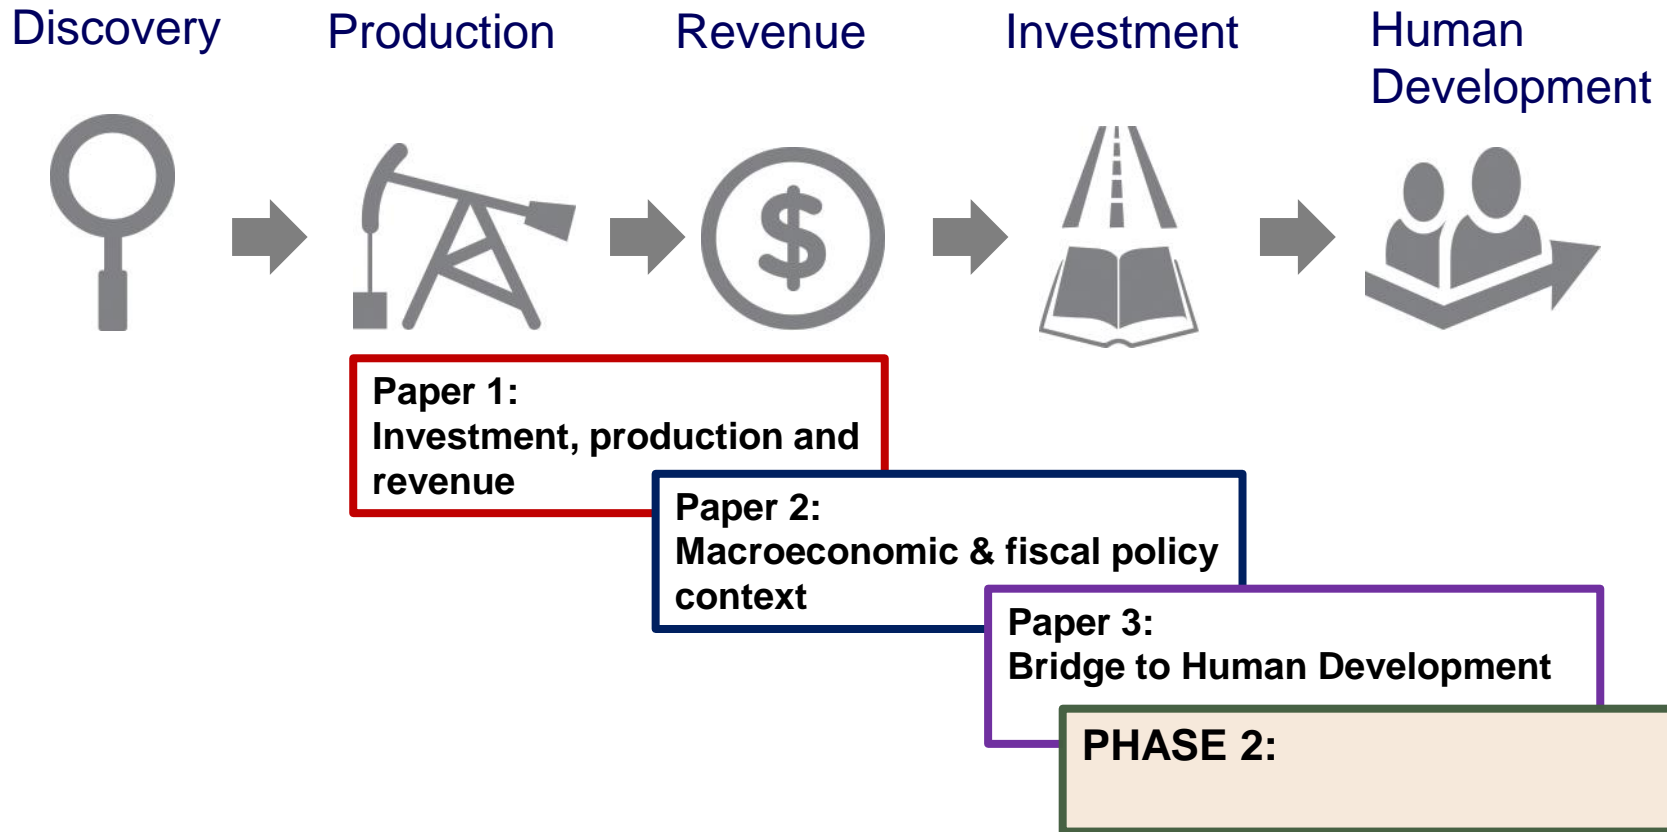 Discovery
Production
Revenue
Investment
Human
Development
$
Paper 1:
Investment, production and
revenue
Paper 2:
Macroeconomic & fiscal policy
context
Paper 3:
Bridge to Human Development
PHASE 2: